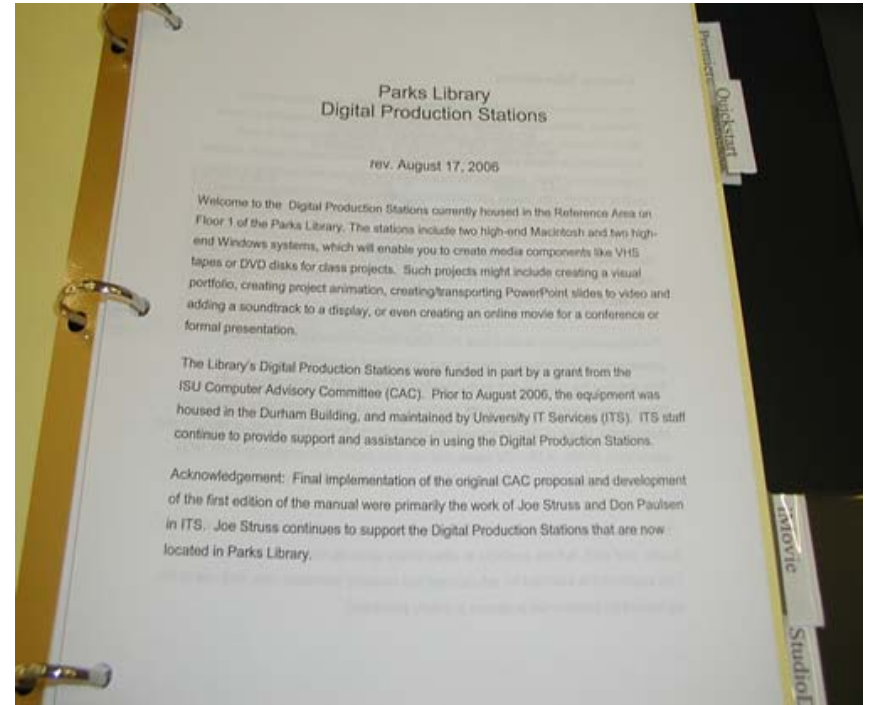 Parks Library
Digital Production Stations
rev. August 17, 2006
Welcome to the Digital Production Stations currently housed in the Reference Area on
Floor 1 of the Parks Library. The stations include two high-end Macintosh and two high-
end Windows systems, which will enable you to create media components like VHS
tapes or DVD disks for class projects. Such projects might include creating a visual
portfolio, creating project animation, creating/transporting PowerPoint slides to video and
adding a soundtrack to a display, or even creating an online movie for a conference or
formal presentation.
The Library's Digital Production Stations were funded in part by a grant from the
ISU Computer Advisory Committee (CAC). Prior to August 2006, the equipment was
housed in the Durham Building, and maintained by University IT Services (ITS). ITS staff
continue to provide support and assistance in using the Digital Production Stations.
Acknowledgement: Final implementation of the original CAC proposal and development
of the first edition of the manual were primarily the work of Joe Struss and Don Paulsen
in ITS. Joe Struss continues to support the Digital Production Stations that are now
located in Parks Library.
Premiere
Quickstart
iMovie
StudioD